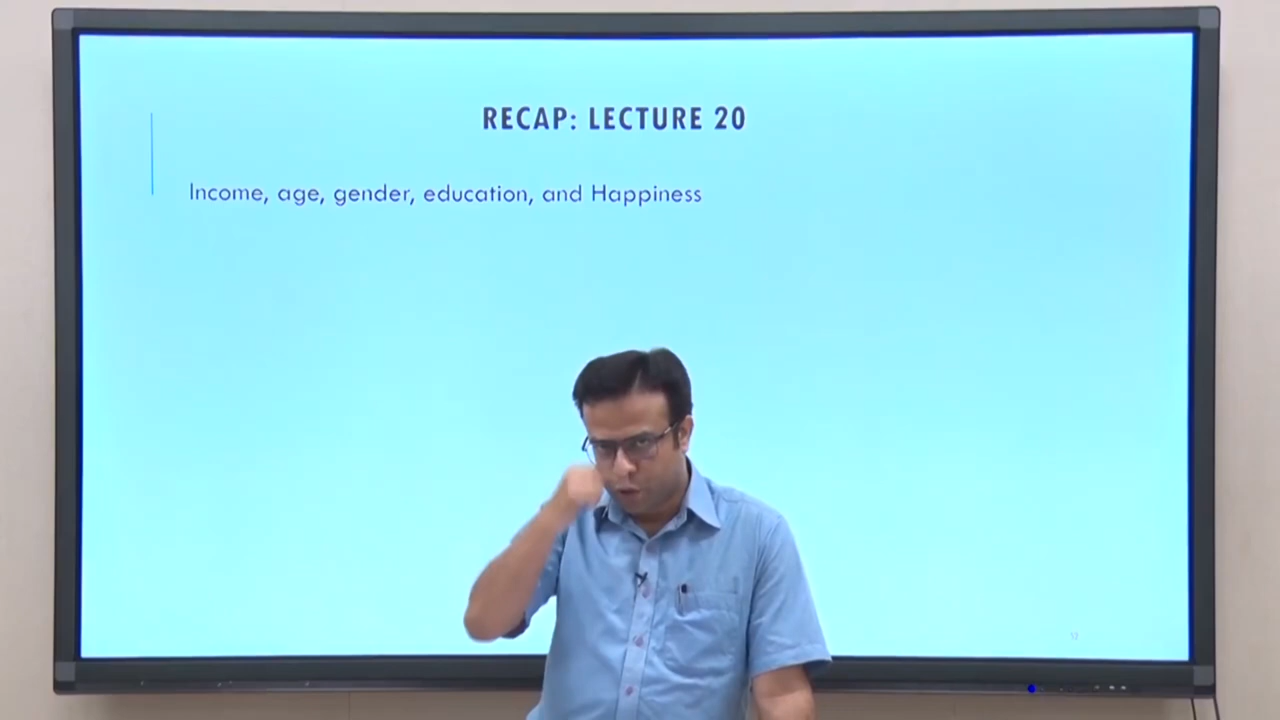 RECAP: LECTURE 20
Income, age, gender, education, and Happiness